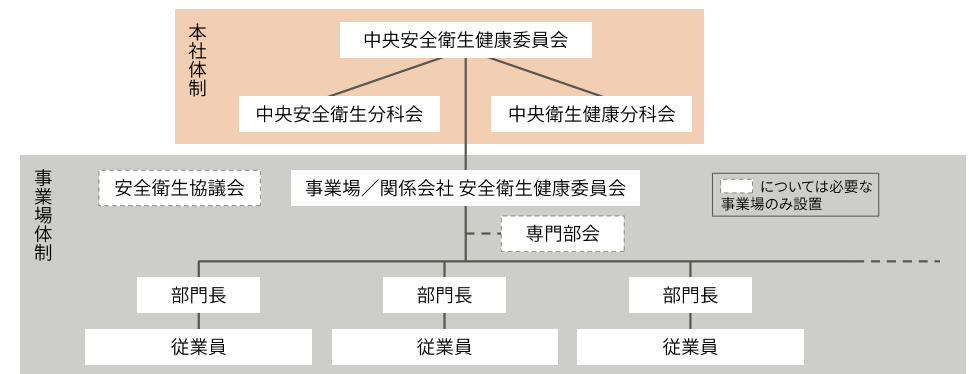 本社体制
中央安全衛生健康委員会
中央安全衛生分科会
中央衛生健康分科会
事業場体制
安全衛生協議会
事業場／関係会社 安全衛生健康委員会
については必要な
事業場のみ設置
専門部会
部門長
部門長
部門長
従業員
従業員
従業員